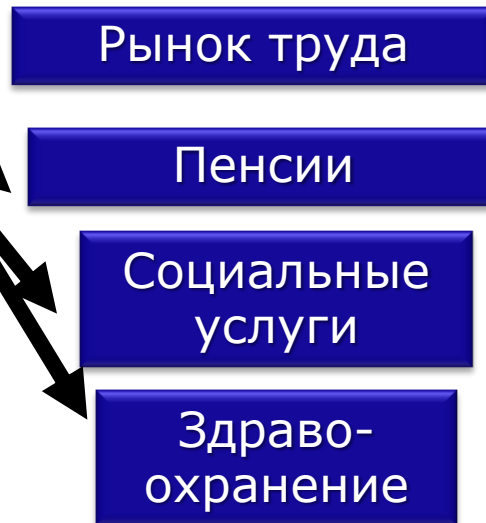 Рынок труда
Пенсии
Социальные
услуги
Здраво-
охранение